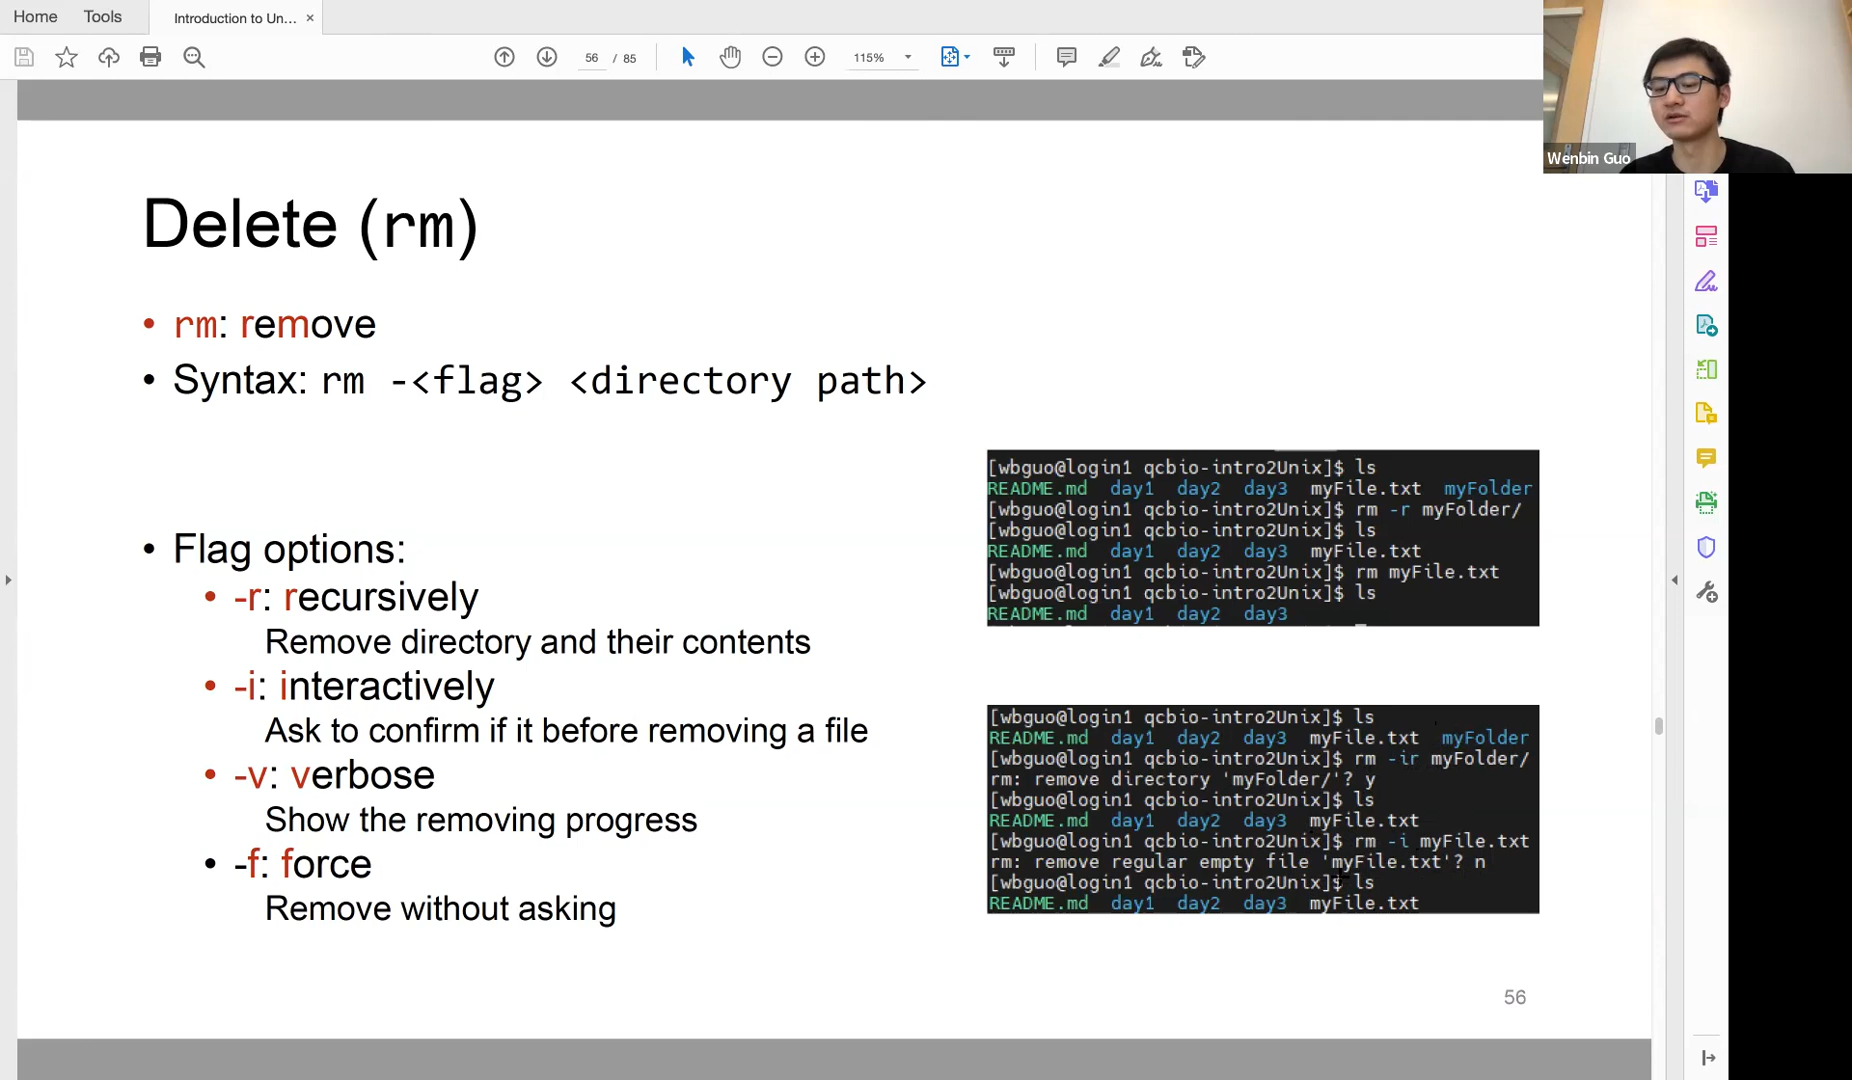 Home Tools Introduction to Un... ×
56 / 85 115%
Wenbin Guo
Delete (rm)
• rm: remove
• Syntax: rm -<flag> <directory path>
• Flag options:
• -r: recursively
Remove directory and their contents
• -i: interactively
Ask to confirm if it before removing a file
• -v: verbose
Show the removing progress
• -f: force
Remove without asking
[wbguo@login1 qcbio-intro2Unix]$ ls
README.md day1 day2 day3 myFile.txt myFolder
[wbguo@login1 qcbio-intro2Unix]$ rm -r myFolder/
[wbguo@login1 qcbio-intro2Unix]$ ls
README.md day1 day2 day3 myFile.txt
[wbguo@login1 qcbio-intro2Unix]$ rm myFile.txt
[wbguo@login1 qcbio-intro2Unix]$ ls
README.md day1 day2 day3
[wbguo@login1 qcbio-intro2Unix]$ ls
README.md day1 day2 day3 myFile.txt myFolder
[wbguo@login1 qcbio-intro2Unix]$ rm -ir myFolder/
rm: remove directory 'myFolder/'? y
[wbguo@login1 qcbio-intro2Unix]$ ls
README.md day1 day2 day3 myFile.txt
[wbguo@login1 qcbio-intro2Unix]$ rm -i myFile.txt
rm: remove regular empty file 'myFile.txt'? n
[wbguo@login1 qcbio-intro2Unix]$ ls
README.md day1 day2 day3 myFile.txt
56